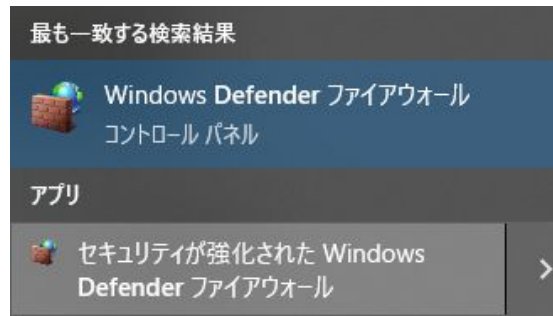 最も一致する検索結果
Windows Defender ファイアウォール
コントロール パネル
アプリ
セキュリティが強化された Windows
Defender ファイアウォール